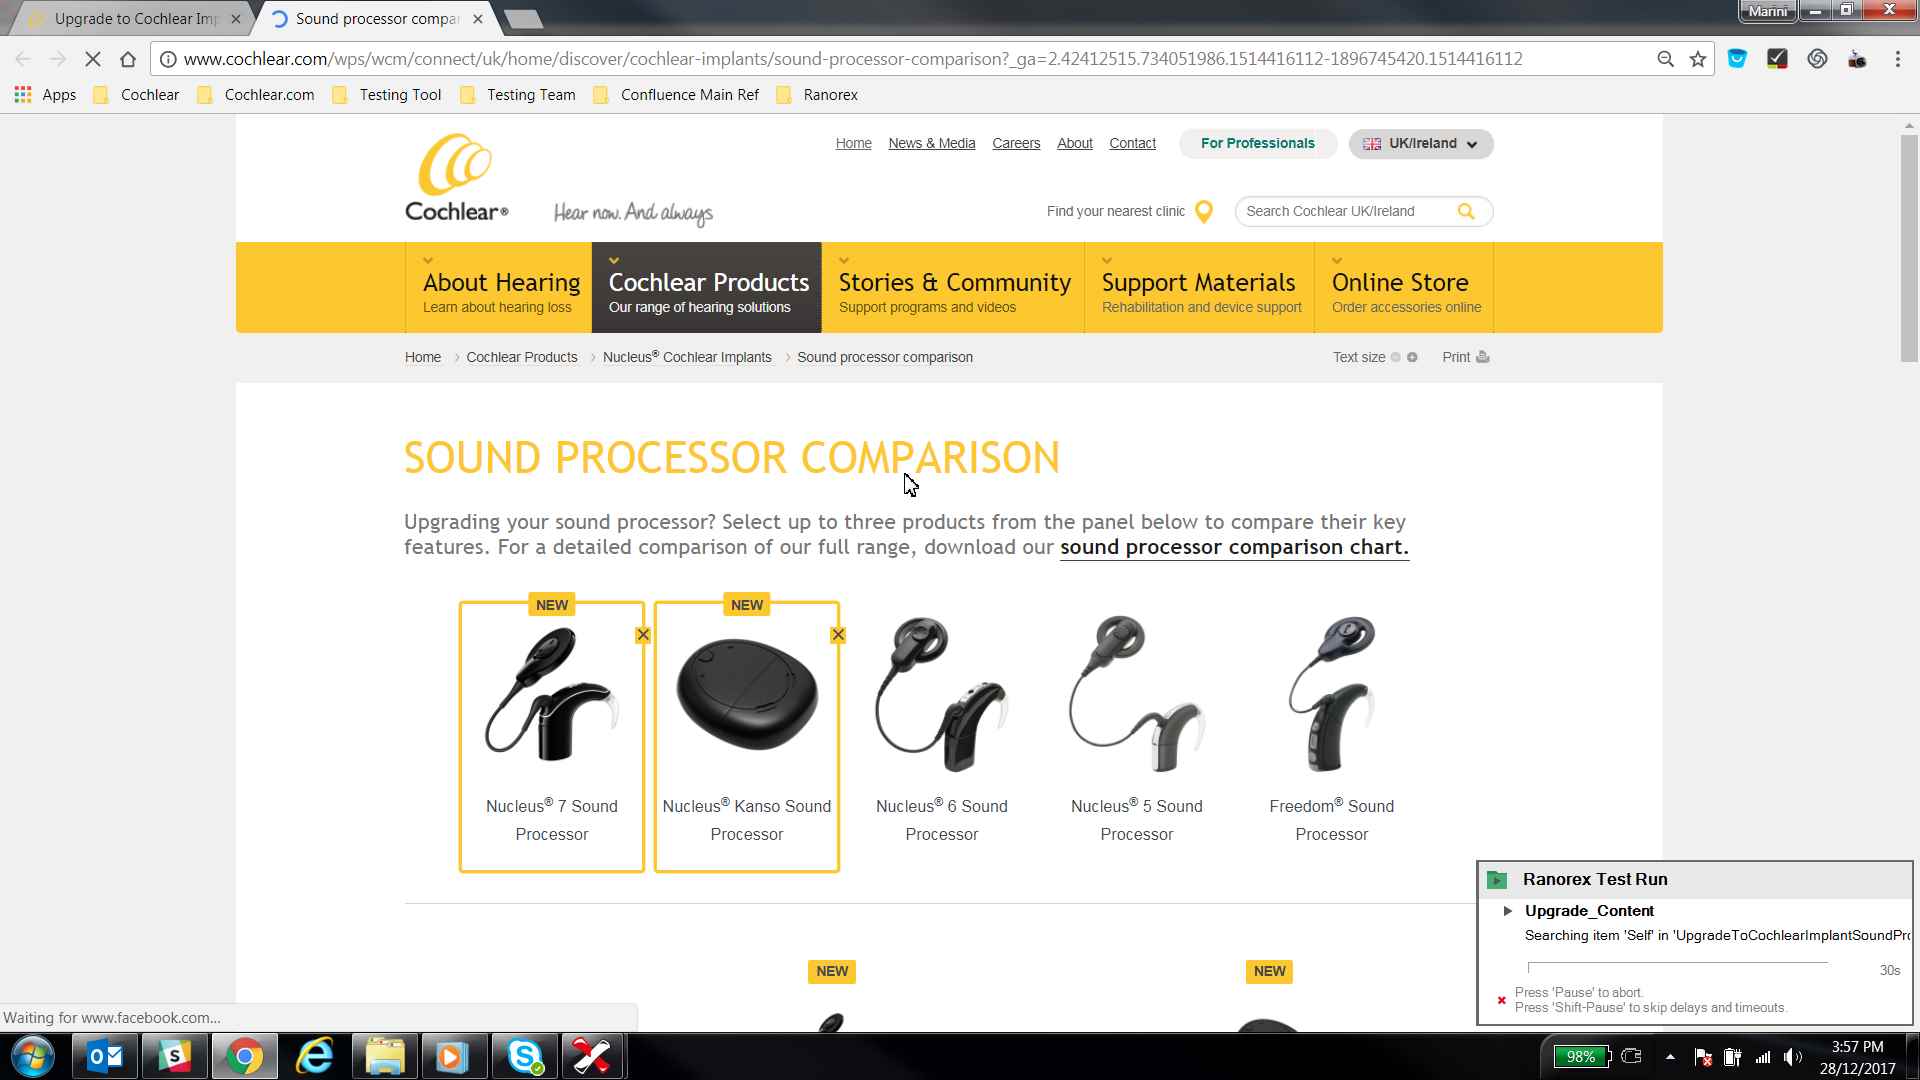 Upgrade to Cochlear Imp
Sound processor compar
Marini
www.cochlear.com/wps/wcm/connect/uk/home/discover/cochlear-implants/sound-processor-comparison?_ga=2.42412515.734051986.1514416112-1896745420.1514416112
Apps
Cochlear
Cochlear.com
Testing Tool
Testing Team
Confluence Main Ref
Ranorex
Home
News & Media
Careers
About
Contact
For Professionals
UK/Ireland
Cochlear®
Hear now. And always
Find your nearest clinic
Search Cochlear UK/Ireland
About Hearing
Learn about hearing loss
Cochlear Products
Our range of hearing solutions
Stories & Community
Support programs and videos
Support Materials
Rehabilitation and device support
Online Store
Order accessories online
Home
Cochlear Products
Nucleus® Cochlear Implants
Sound processor comparison
Text size
Print
SOUND PROCESSOR COMPARISON
Upgrading your sound processor? Select up to three products from the panel below to compare their key
features. For a detailed comparison of our full range, download our sound processor comparison chart.
NEW
NEW
Nucleus® 7 Sound
Processor
Nucleus® Kanso Sound
Processor
Nucleus® 6 Sound
Processor
Nucleus® 5 Sound
Processor
Freedom® Sound
Processor
NEW
NEW
Ranorex Test Run
Upgrade_Content
Searching item 'Self' in 'UpgradeToCochlearImplantSoundPro
30s
Press 'Pause' to abort.
Press 'Shift-Pause' to skip delays and timeouts.
Waiting for www.facebook.com...
98%
3:57 PM
28/12/2017